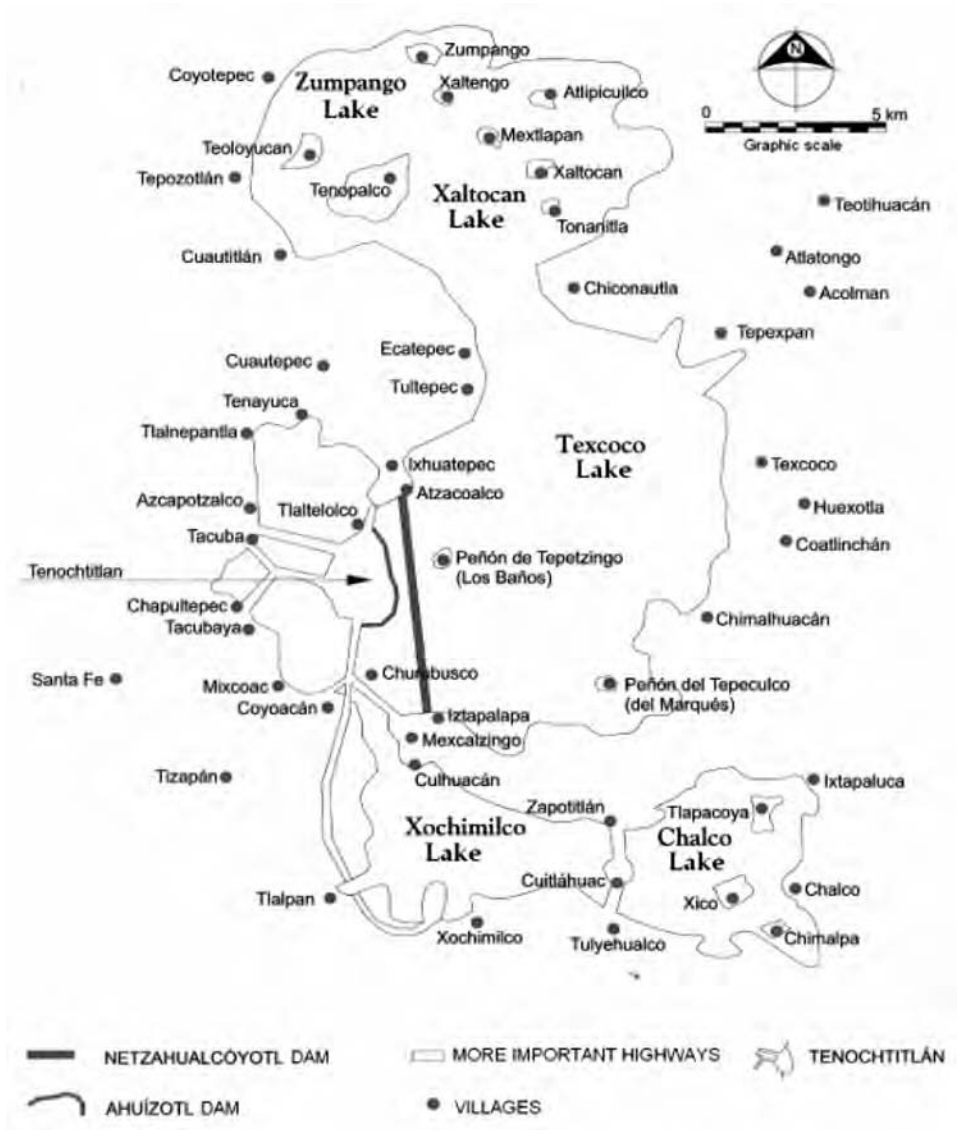 Zumpango
Coyotepec
Zumpango
Lake
Xaltengo
Atlipicuilco
N
0 5 km
Graphic scale
Teoloyucan
Mextlapan
Tepozotlán
Tenopalco
Xaltocan
Xaltocan
Lake
Teotihuacán
Tonanitla
Cuautitlán
Atlatongo
Chiconautla
Acolman
Tepexpan
Cuautepec
Ecatepec
Tultepec
Tenayuca
Tlalnepantla
Texcoco
Lake
Ixhuatepec
Texcoco
Atzacoalco
Azcapotzalco
Tlaltelolco
Huexotla
Tacuba
Coatlinchán
Peñón de Tepetzingo
(Los Baños)
Tenochtitlan
Chapultepec
Tacubaya
Chimalhuacán
Santa Fe
Mixcoac
Churubusco
Peñón del Tepeculco
(del Marqués)
Coyoacán
Iztapalapa
Mexcalzingo
Tizapán
Culhuacán
Ixtapaluca
Zapotitlán
Tlapacoya
Xochimilco
Lake
Chalco
Lake
Cuitláhuac
Chalco
Tlalpan
Xico
Xochimilco
Tulyehualco
Chimalpa
NETZAHUALCÓYOTL DAM
MORE IMPORTANT HIGHWAYS
TENOCHTITLÁN
AHUÍZOTL DAM
VILLAGES